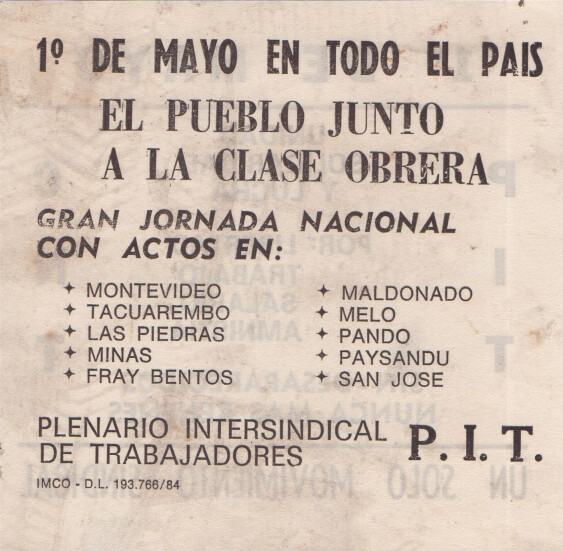 1º DE MAYO EN TODO EL PAIS
EL PUEBLO JUNTO
A LA CLASE OBRERA
GRAN JORNADA NACIONAL
CON ACTOS EN:
✦ MONTEVIDEO
✦ TACUAREMBO
✦ LAS PIEDRAS
✦ MINAS
✦ FRAY BENTOS
✦ MALDONADO
✦ MELO
✦ PANDO
✦ PAYSANDU
✦ SAN JOSE
PLENARIO INTERSINDICAL
DE TRABAJADORES
P.I.T.
IMCO - D.L. 193.766/84